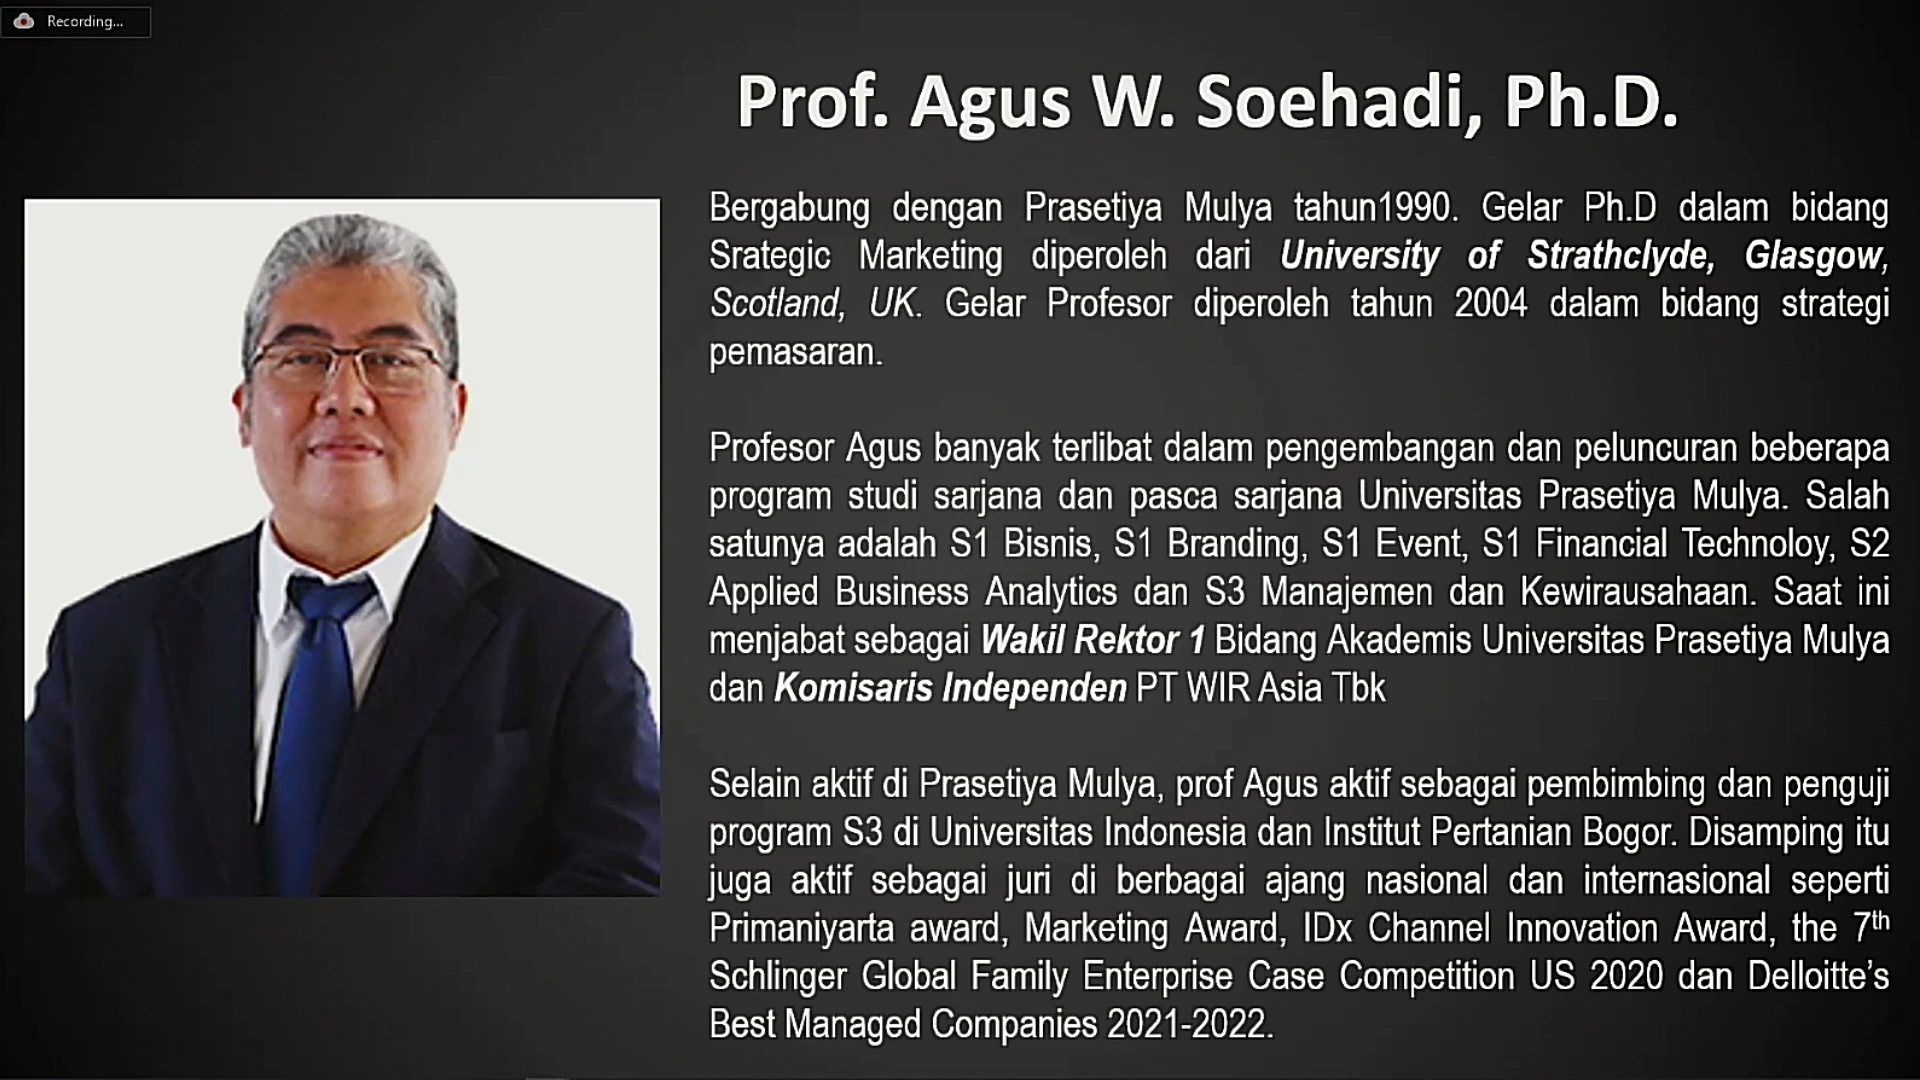 Recording...
Prof. Agus W. Soehadi, Ph.D.
Bergabung dengan Prasetiya Mulya tahun1990. Gelar Ph.D dalam bidang
Srategic Marketing diperoleh dari University of Strathclyde, Glasgow,
Scotland, UK. Gelar Profesor diperoleh tahun 2004 dalam bidang strategi
pemasaran.
Profesor Agus banyak terlibat dalam pengembangan dan peluncuran beberapa
program studi sarjana dan pasca sarjana Universitas Prasetiya Mulya. Salah
satunya adalah S1 Bisnis, S1 Branding, S1 Event, S1 Financial Technoloy, S2
Applied Business Analytics dan S3 Manajemen dan Kewirausahaan. Saat ini
menjabat sebagai Wakil Rektor 1 Bidang Akademis Universitas Prasetiya Mulya
dan Komisaris Independen PT WIR Asia Tbk
Selain aktif di Prasetiya Mulya, prof Agus aktif sebagai pembimbing dan penguji
program S3 di Universitas Indonesia dan Institut Pertanian Bogor. Disamping itu
juga aktif sebagai juri di berbagai ajang nasional dan internasional seperti
Primaniyarta award, Marketing Award, IDx Channel Innovation Award, the 7th
Schlinger Global Family Enterprise Case Competition US 2020 dan Delloitte’s
Best Managed Companies 2021-2022.